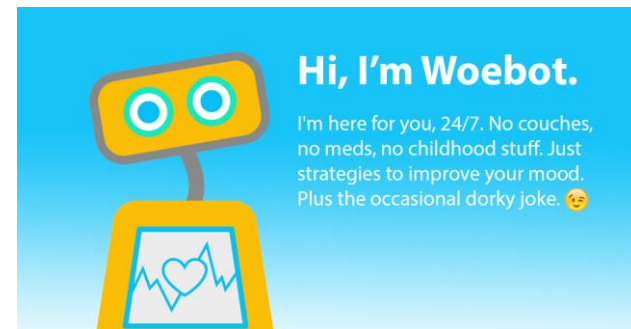 Hi, I’m Woebot.
I'm here for you, 24/7. No couches,
no meds, no childhood stuff. Just
strategies to improve your mood.
Plus the occasional dorky joke. 😉